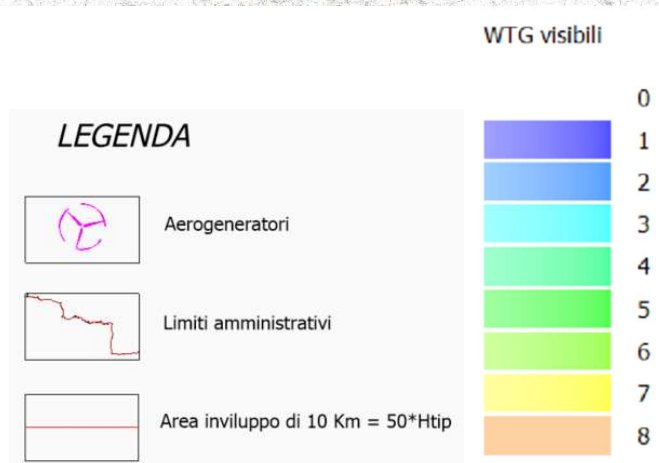 WTG visibili
LEGENDA
Aerogeneratori
Limiti amministrativi
Area inviluppo di 10 Km = 50*Htip
0
1
2
3
4
5
6
7
8